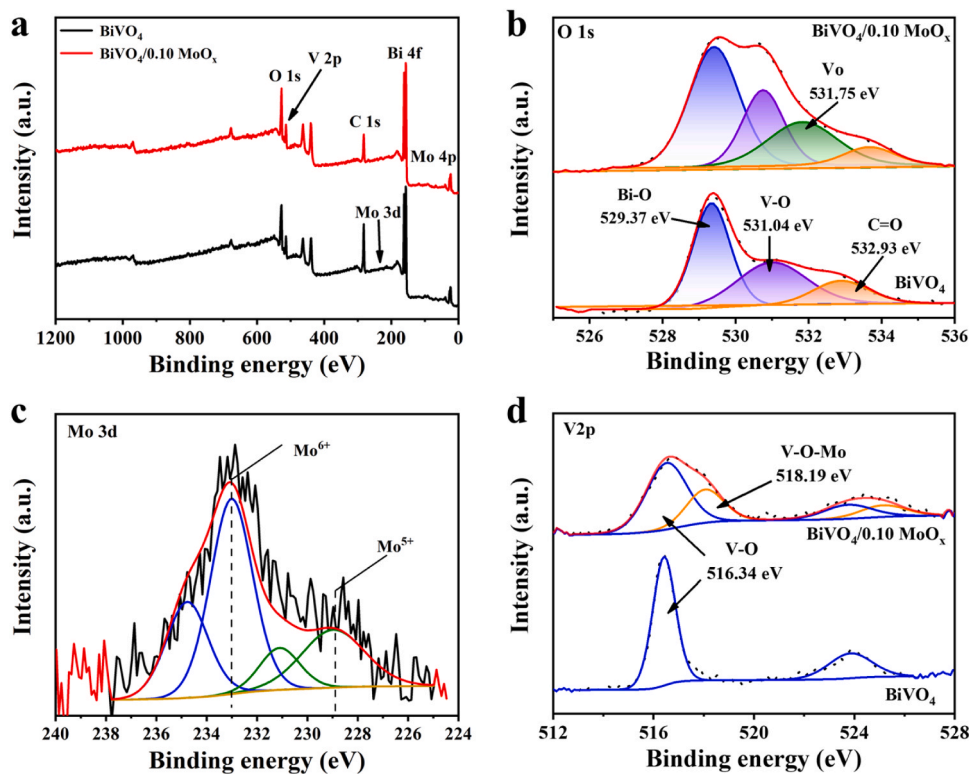 a
BiVO₄
BiVO₄/0.10 MoOₓ
O 1s
V 2p
Bi 4f
C 1s
Mo 4p
Mo 3d
Intensity (a.u.)
1200 1000 800 600 400 200 0
Binding energy (eV)
b
O 1s
BiVO₄/0.10 MoOₓ
Vo
531.75 eV
Bi-O
529.37 eV
V-O
531.04 eV
C=O
532.93 eV
BiVO₄
Intensity (a.u.)
526 528 530 532 534 536
Binding energy (eV)
c
Mo 3d
Mo⁶⁺
Mo⁵⁺
Intensity (a.u.)
240 238 236 234 232 230 228 226 224
Binding energy (eV)
d
V2p
V-O-Mo
518.19 eV
BiVO₄/0.10 MoOₓ
V-O
516.34 eV
BiVO₄
Intensity (a.u.)
512 516 520 524 528
Binding energy (eV)